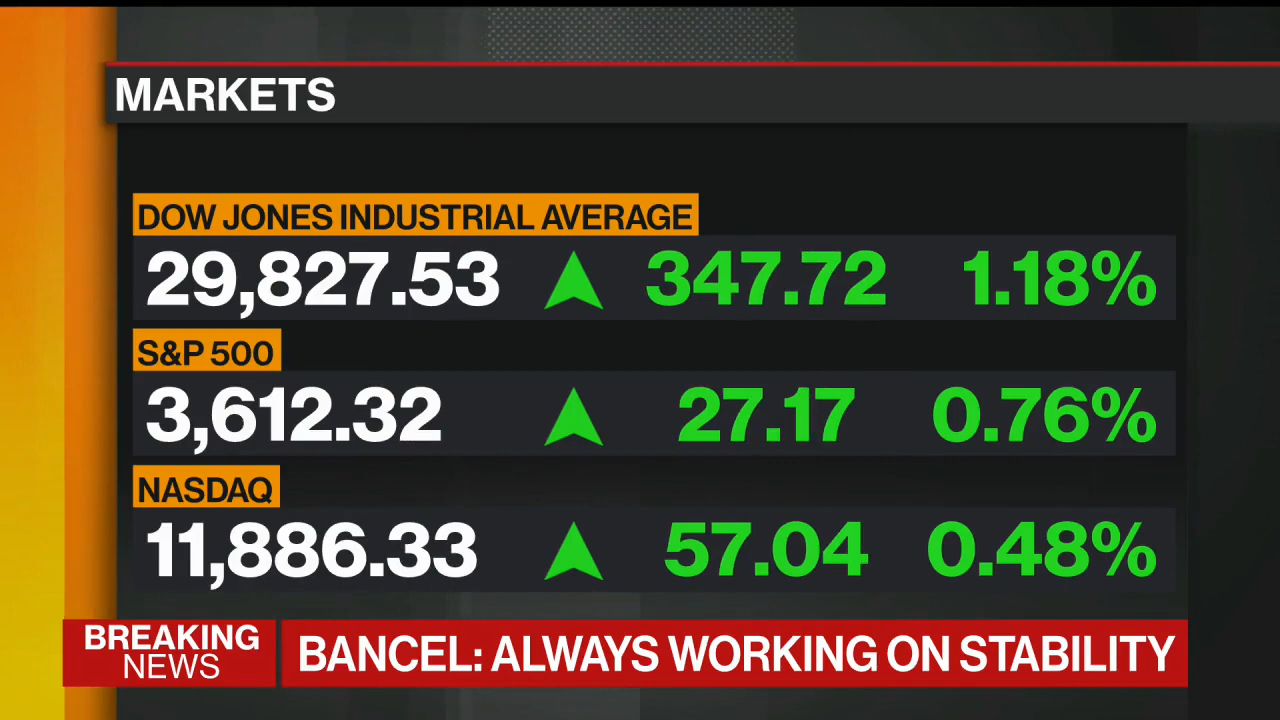 MARKETS
DOW JONES INDUSTRIAL AVERAGE
29,827.53 ▲ 347.72 1.18%
S&P 500
3,612.32 ▲ 27.17 0.76%
NASDAQ
11,886.33 ▲ 57.04 0.48%
BREAKING
NEWS
BANCEL: ALWAYS WORKING ON STABILITY